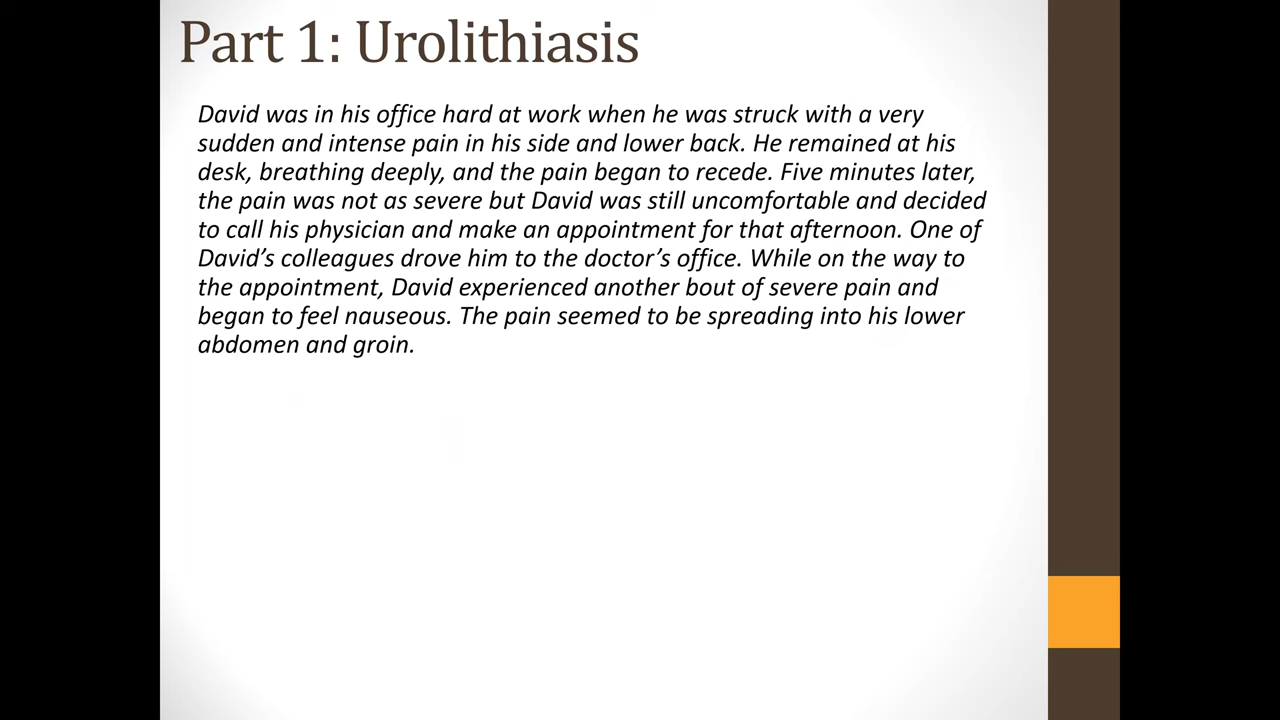 Part 1: Urolithiasis
David was in his office hard at work when he was struck with a very
sudden and intense pain in his side and lower back. He remained at his
desk, breathing deeply, and the pain began to recede. Five minutes later,
the pain was not as severe but David was still uncomfortable and decided
to call his physician and make an appointment for that afternoon. One of
David’s colleagues drove him to the doctor’s office. While on the way to
the appointment, David experienced another bout of severe pain and
began to feel nauseous. The pain seemed to be spreading into his lower
abdomen and groin.